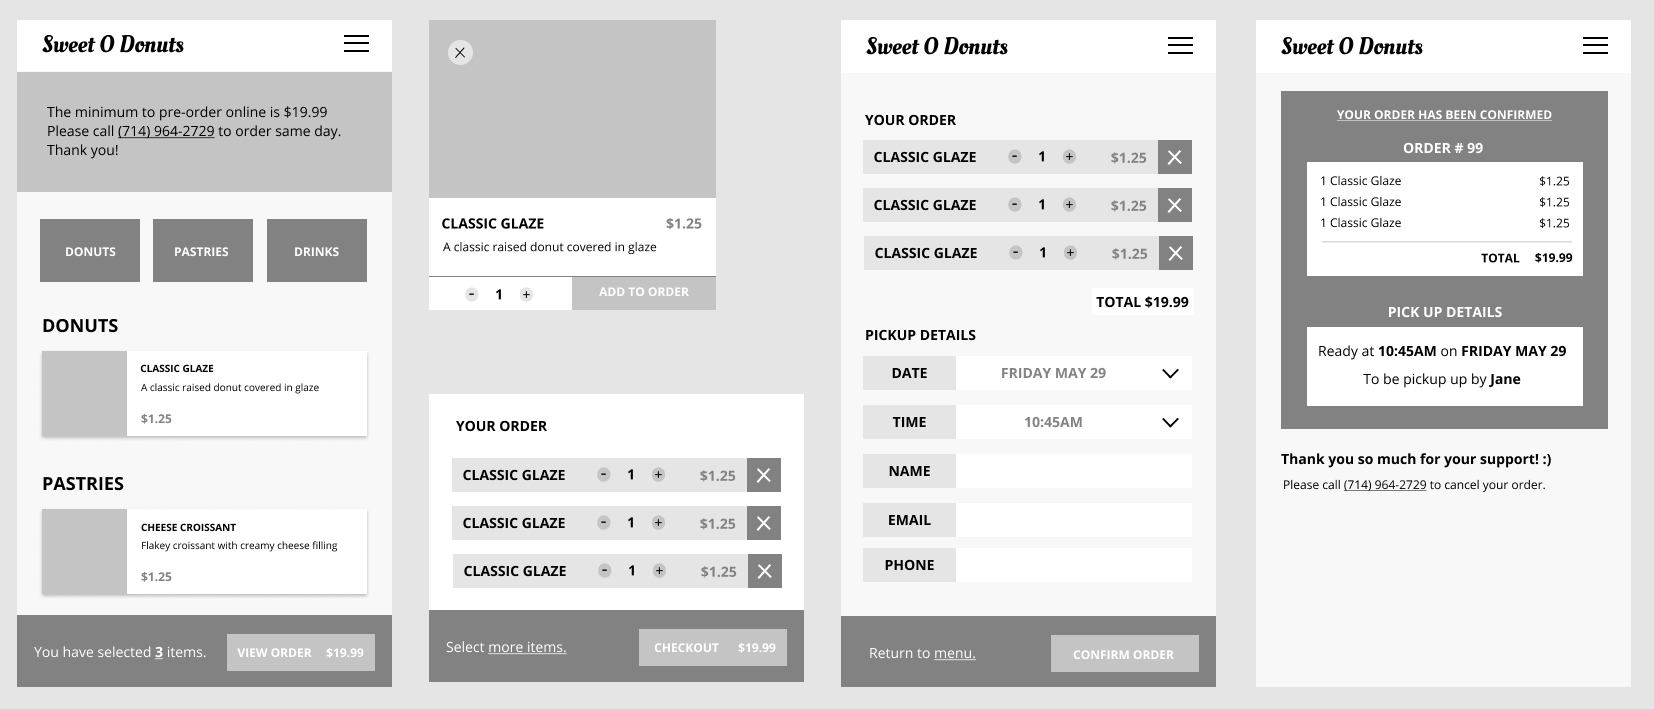 Sweet O Donuts
The minimum to pre-order online is $19.99
Please call (714) 964-2729 to order same day.
Thank you!
DONUTS PASTRIES DRINKS
DONUTS
CLASSIC GLAZE
A classic raised donut covered in glaze
$1.25
PASTRIES
CHEESE CROISSANT
Flakey croissant with creamy cheese filling
$1.25
You have selected 3 items. VIEW ORDER $19.99
CLASSIC GLAZE $1.25
A classic raised donut covered in glaze
- 1 + ADD TO ORDER
YOUR ORDER
CLASSIC GLAZE - 1 + $1.25
CLASSIC GLAZE - 1 + $1.25
CLASSIC GLAZE - 1 + $1.25
Select more items. CHECKOUT $19.99
Sweet O Donuts
YOUR ORDER
CLASSIC GLAZE - 1 + $1.25
CLASSIC GLAZE - 1 + $1.25
CLASSIC GLAZE - 1 + $1.25
TOTAL $19.99
PICKUP DETAILS
DATE FRIDAY MAY 29
TIME 10:45AM
NAME
EMAIL
PHONE
Return to menu. CONFIRM ORDER
Sweet O Donuts
YOUR ORDER HAS BEEN CONFIRMED
ORDER # 99
1 Classic Glaze $1.25
1 Classic Glaze $1.25
1 Classic Glaze $1.25
TOTAL $19.99
PICK UP DETAILS
Ready at 10:45AM on FRIDAY MAY 29
To be pickup up by Jane
Thank you so much for your support! :)
Please call (714) 964-2729 to cancel your order.